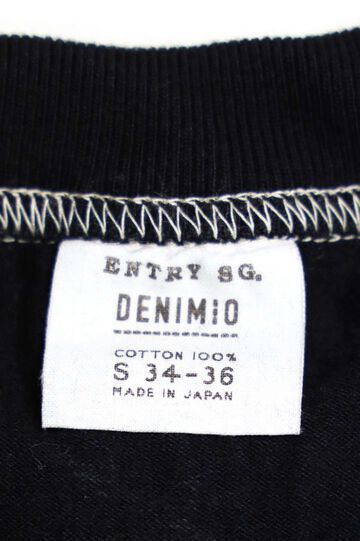 ENTRY SG.
DENIMIO
COTTON 100%
S 34-36
MADE IN JAPAN